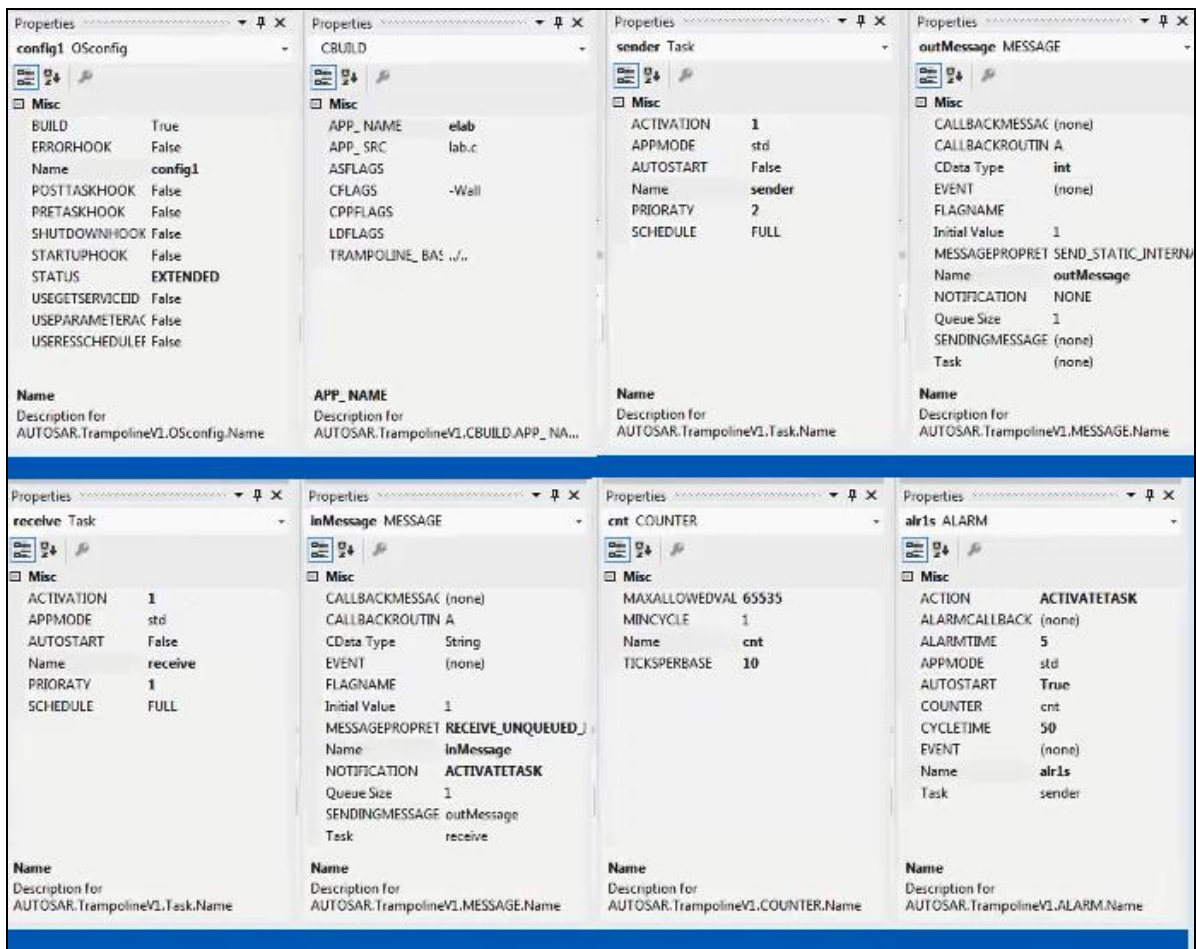 Properties
config1 OSconfig
Misc
BUILD True
ERRORHOOK False
Name config1
POSTTASKHOOK False
PRETASKHOOK False
SHUTDOWNHOOK False
STARTUPHOOK False
STATUS EXTENDED
USEGETSERVICEID False
USEPARAMETERAC False
USERESSCHEDULEF False
Name
Description for
AUTOSAR.TrampolineV1.OSconfig.Name
Properties
CBUILD
Misc
APP_NAME elab
APP_SRC lab.c
ASFLAGS
CFLAGS -Wall
CPPFLAGS
LDFLAGS
TRAMPOLINE_BAS ../..
APP_NAME
Description for
AUTOSAR.TrampolineV1.CBUILD.APP_NA...
Properties
sender Task
Misc
ACTIVATION 1
APPMODE std
AUTOSTART False
Name sender
PRIORATY 2
SCHEDULE FULL
Name
Description for
AUTOSAR.TrampolineV1.Task.Name
Properties
outMessage MESSAGE
Misc
CALLBACKMESSAC (none)
CALLBACKROUTIN A
CData Type int
EVENT (none)
FLAGNAME
Initial Value 1
MESSAGEPROPRET SEND_STATIC_INTERNA
Name outMessage
NOTIFICATION NONE
Queue Size 1
SENDINGMESSAGE (none)
Task (none)
Name
Description for
AUTOSAR.TrampolineV1.MESSAGE.Name
Properties
receive Task
Misc
ACTIVATION 1
APPMODE std
AUTOSTART False
Name receive
PRIORATY 1
SCHEDULE FULL
Name
Description for
AUTOSAR.TrampolineV1.Task.Name
Properties
inMessage MESSAGE
Misc
CALLBACKMESSAC (none)
CALLBACKROUTIN A
CData Type String
EVENT (none)
FLAGNAME
Initial Value 1
MESSAGEPROPRET RECEIVE_UNQUEUED_I
Name inMessage
NOTIFICATION ACTIVATETASK
Queue Size 1
SENDINGMESSAGE outMessage
Task receive
Name
Description for
AUTOSAR.TrampolineV1.MESSAGE.Name
Properties
cnt COUNTER
Misc
MAXALLOWEDVAL 65535
MINCYCLE 1
Name cnt
TICKSPERBASE 10
Name
Description for
AUTOSAR.TrampolineV1.COUNTER.Name
Properties
alr1s ALARM
Misc
ACTION ACTIVATETASK
ALARMCALLBACK (none)
ALARMTIME 5
APPMODE std
AUTOSTART True
COUNTER cnt
CYCLETIME 50
EVENT (none)
Name alr1s
Task sender
Name
Description for
AUTOSAR.TrampolineV1.ALARM.Name